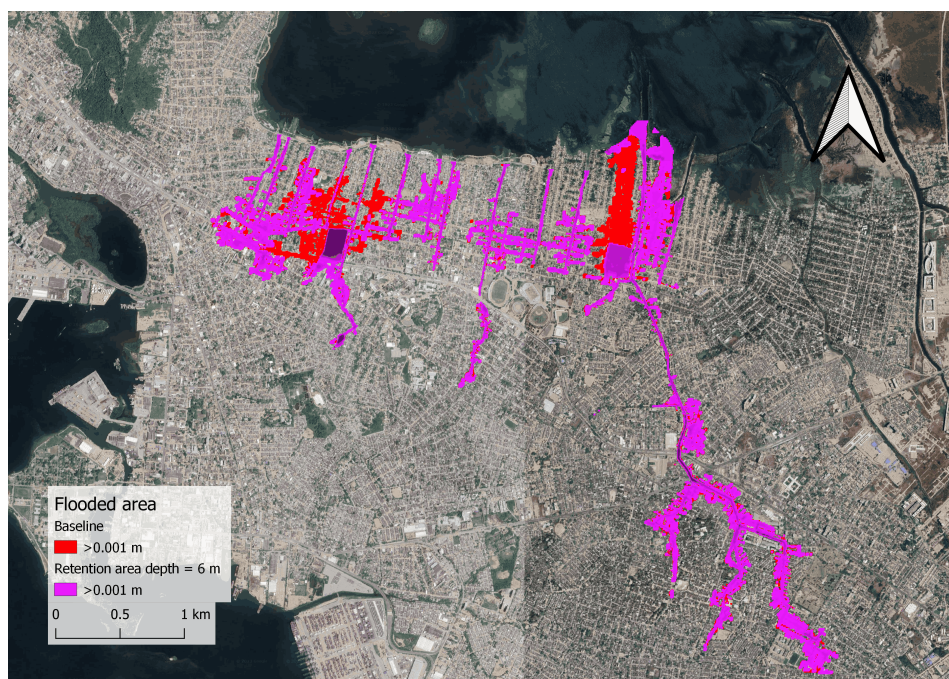 Flooded area
Baseline
>0.001 m
Retention area depth = 6 m
>0.001 m
0 0.5 1 km